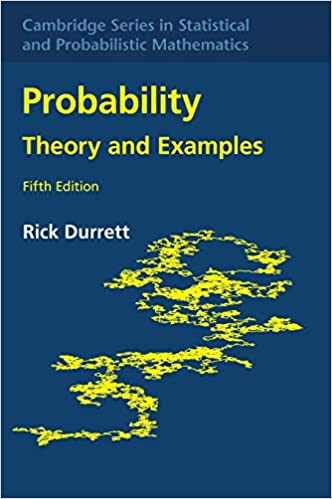 Cambridge Series in Statistical
and Probabilistic Mathematics
Probability
Theory and Examples
Fifth Edition
Rick Durrett